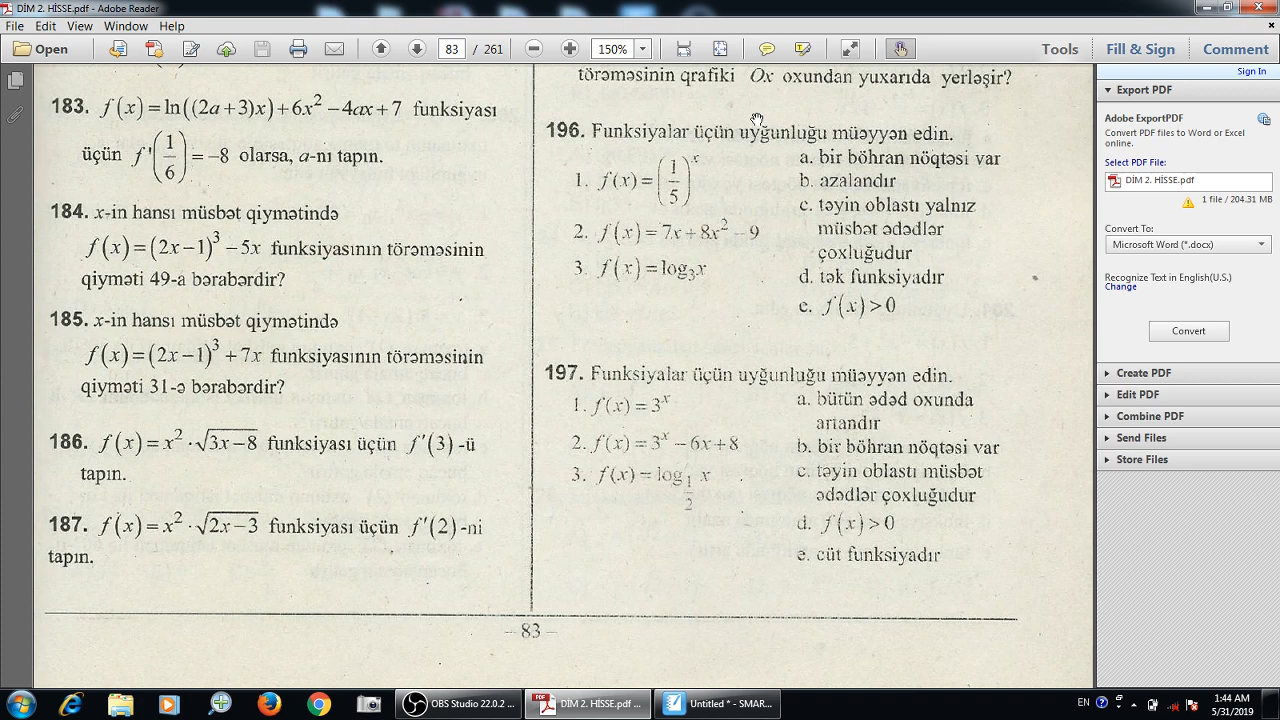 DİM 2. HİSSE.pdf - Adobe Reader
File Edit View Window Help
Open 83 / 261 150% Tools Fill & Sign Comment
183. f(x)=ln((2a+3)x)+6x²−4ax+7 funksiyası
üçün f'(1/6)=−8 olarsa, a-nı tapın.
184. x-in hansı müsbət qiymətində
f(x)=(2x−1)³−5x funksiyasının törəməsinin
qiyməti 49-a bərabərdir?
185. x-in hansı müsbət qiymətində
f(x)=(2x−1)³+7x funksiyasının törəməsinin
qiyməti 31-ə bərabərdir?
186. f(x)=x²·√(3x−8) funksiyası üçün f'(3)-ü
tapın.
187. f(x)=x²·√(2x−3) funksiyası üçün f'(2)-ni
tapın.
törəməsinin qrafiki Ox oxundan yuxarıda yerləşir?
196. Funksiyalar üçün uyğunluğu müəyyən edin.
1. f(x)=(1/5)ˣ
2. f(x)=7x+8x²−9
3. f(x)=log₃x
a. bir böhran nöqtəsi var
b. azalandır
c. təyin oblastı yalnız
müsbət ədədlər
çoxluğudur
d. tək funksiyadır
e. f(x)>0
197. Funksiyalar üçün uyğunluğu müəyyən edin.
1. f(x)=3ˣ
2. f(x)=3ˣ−6x+8
3. f(x)=log_(1/2) x
a. bütün ədəd oxunda
artandır
b. bir böhran nöqtəsi var
c. təyin oblastı müsbət
ədədlər çoxluğudur
d. f(x)>0
e. cüt funksiyadır
– 83 –
Sign In
Export PDF
Adobe ExportPDF
Convert PDF files to Word or Excel
online.
Select PDF File:
DİM 2. HİSSE.pdf
1 file / 204.31 MB
Convert To:
Microsoft Word (*.docx)
Recognize Text in English(U.S.)
Change
Convert
Create PDF
Edit PDF
Combine PDF
Send Files
Store Files
OBS Studio 22.0.2 ...
DİM 2. HİSSE.pdf ...
Untitled * - SMAR...
EN
1:44 AM
5/31/2019